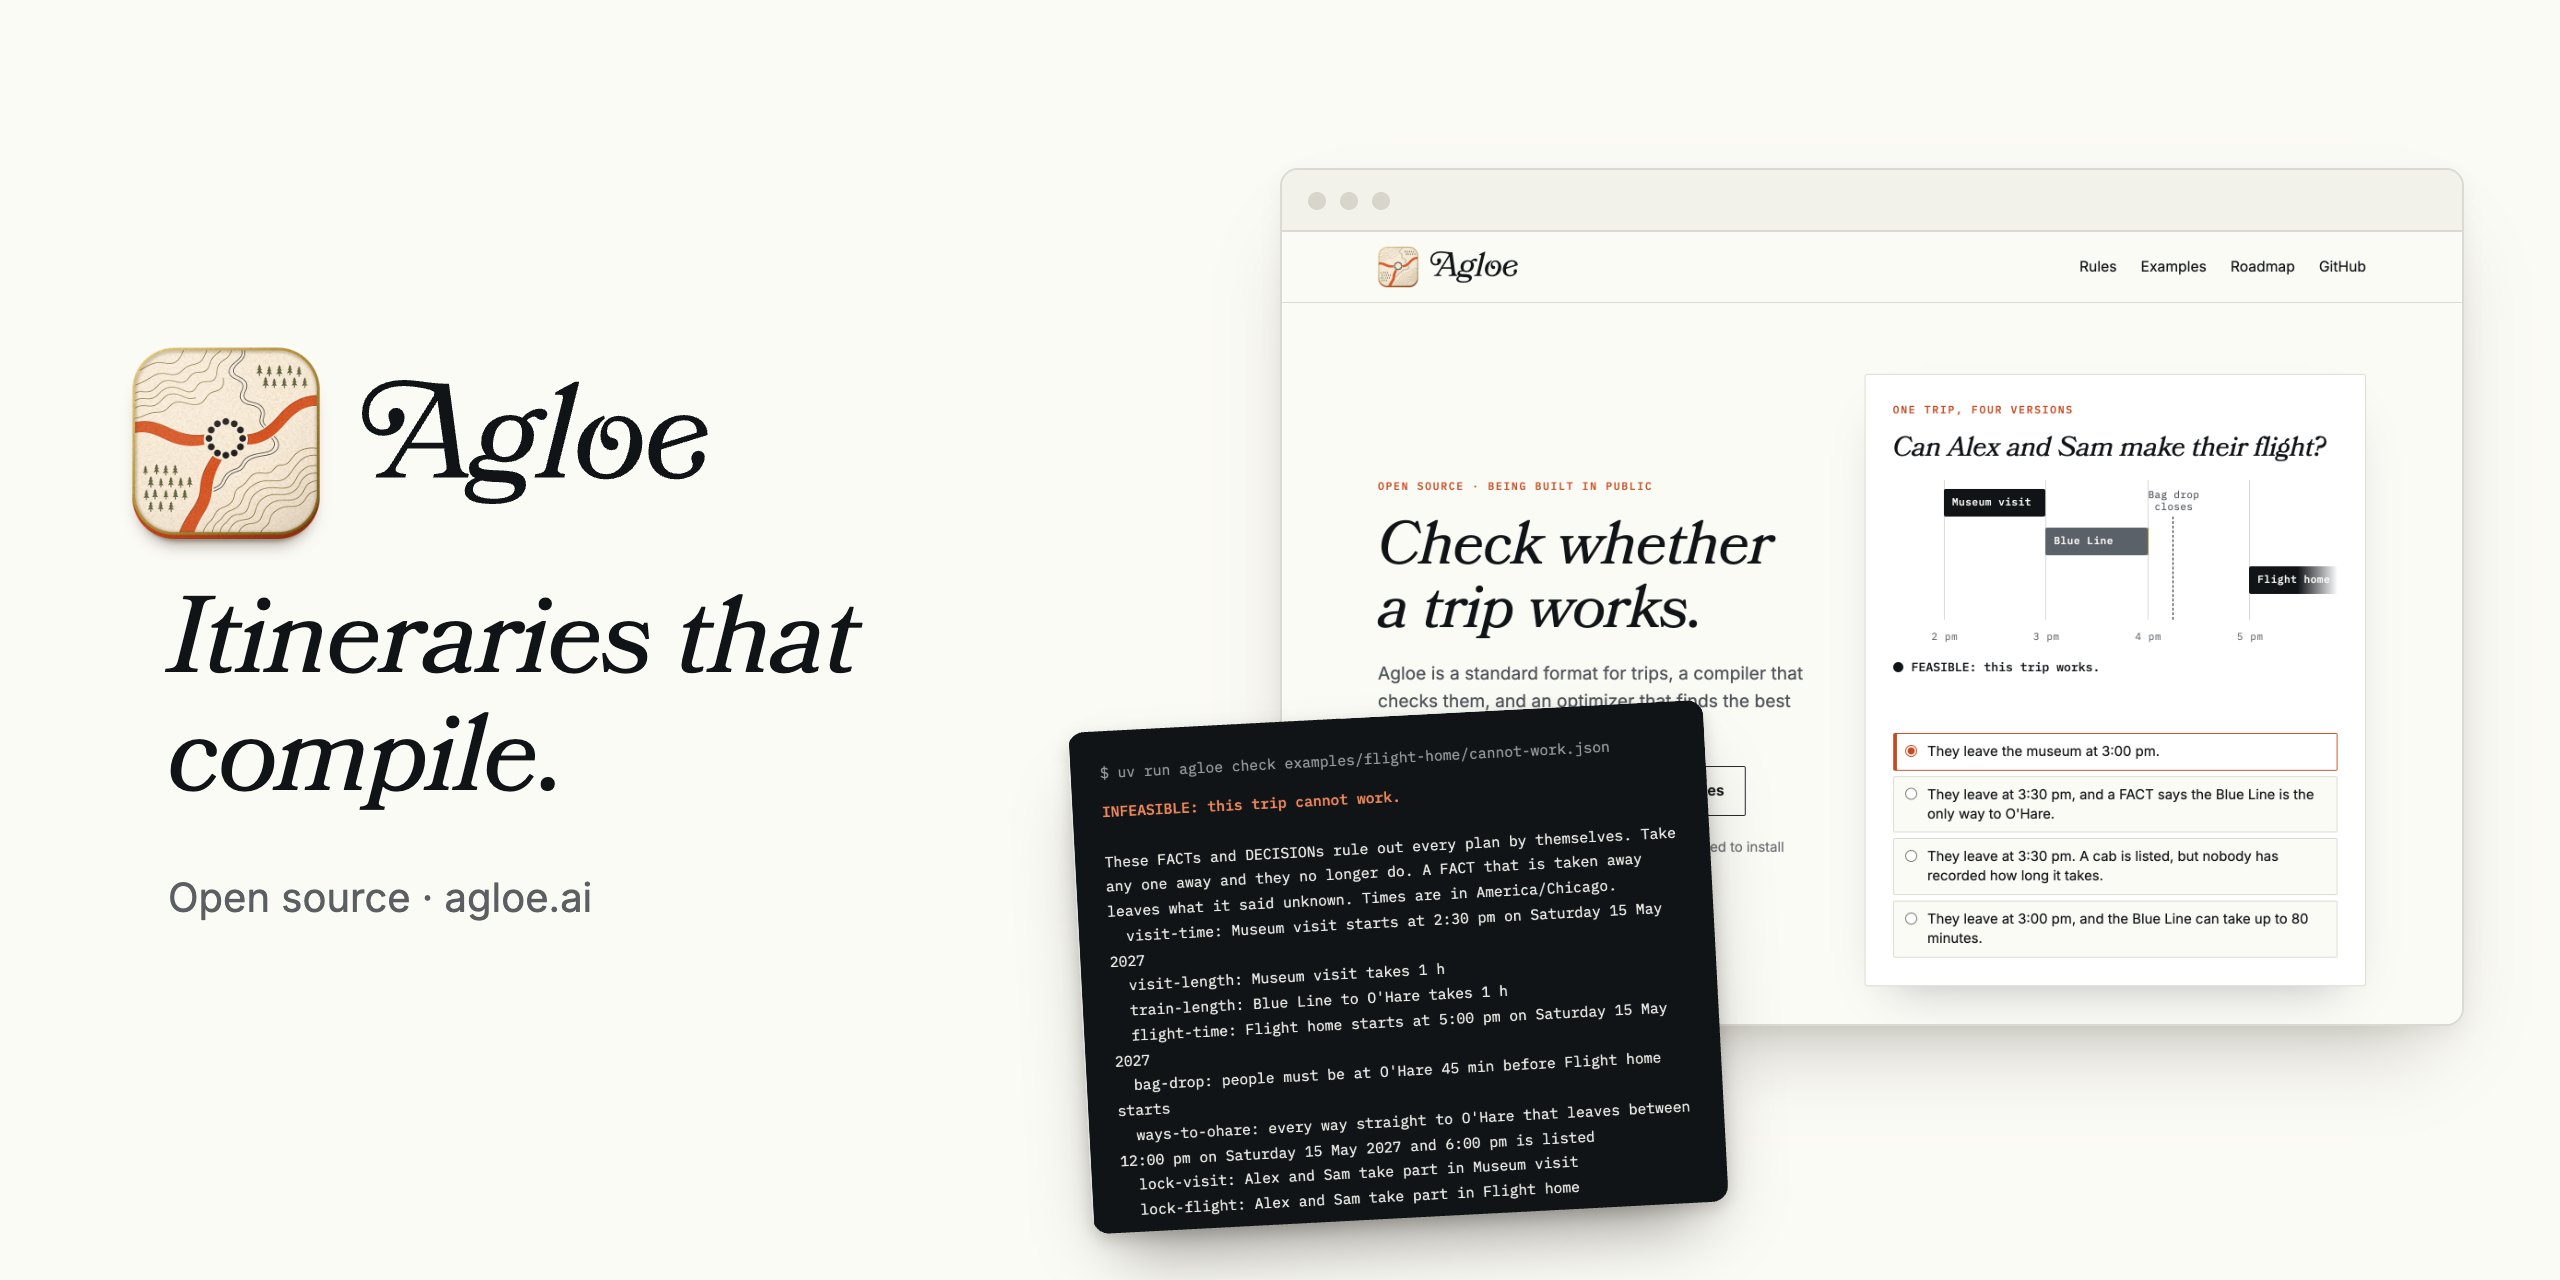 Agloe
Itineraries that
compile.
Open source · agloe.ai
Agloe
Rules
Examples
Roadmap
GitHub
OPEN SOURCE · BEING BUILT IN PUBLIC
Check whether
a trip works.
Agloe is a standard format for trips, a compiler that
checks them, and an optimizer that finds the best
es
ed to install
ONE TRIP, FOUR VERSIONS
Can Alex and Sam make their flight?
Museum visit
Bag drop
closes
Blue Line
Flight home
2 pm
3 pm
4 pm
5 pm
FEASIBLE: this trip works.
They leave the museum at 3:00 pm.
They leave at 3:30 pm, and a FACT says the Blue Line is the
only way to O'Hare.
They leave at 3:30 pm. A cab is listed, but nobody has
recorded how long it takes.
They leave at 3:00 pm, and the Blue Line can take up to 80
minutes.
$ uv run agloe check examples/flight-home/cannot-work.json
INFEASIBLE: this trip cannot work.
These FACTs and DECISIONs rule out every plan by themselves. Take
any one away and they no longer do. A FACT that is taken away
leaves what it said unknown. Times are in America/Chicago.
visit-time: Museum visit starts at 2:30 pm on Saturday 15 May
2027
visit-length: Museum visit takes 1 h
train-length: Blue Line to O'Hare takes 1 h
flight-time: Flight home starts at 5:00 pm on Saturday 15 May
2027
bag-drop: people must be at O'Hare 45 min before Flight home
starts
ways-to-ohare: every way straight to O'Hare that leaves between
12:00 pm on Saturday 15 May 2027 and 6:00 pm is listed
lock-visit: Alex and Sam take part in Museum visit
lock-flight: Alex and Sam take part in Flight home